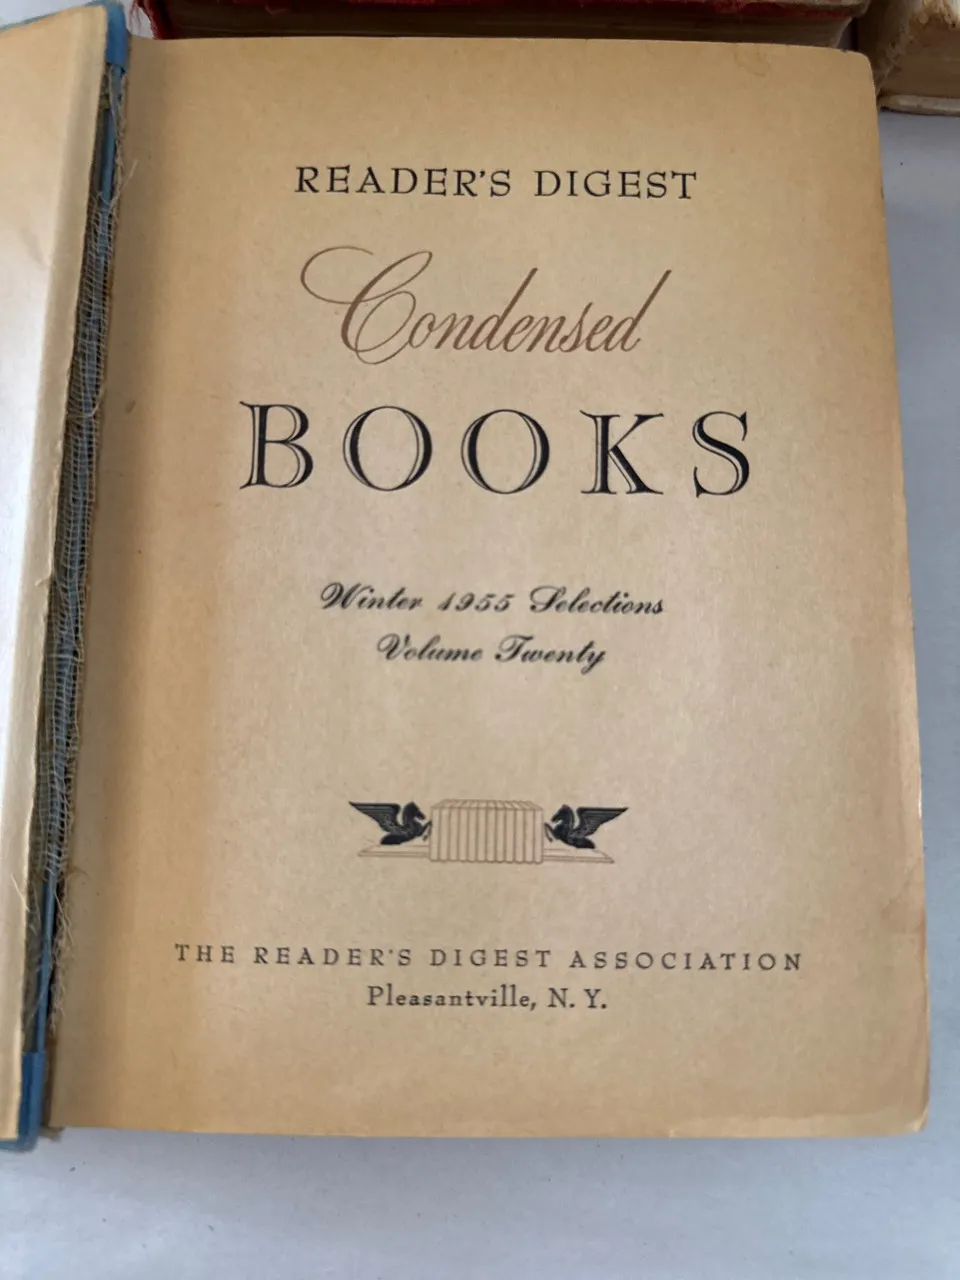 READER'S DIGEST
Condensed
BOOKS
Winter 1955 Selections
Volume Twenty
THE READER'S DIGEST ASSOCIATION
Pleasantville, N. Y.